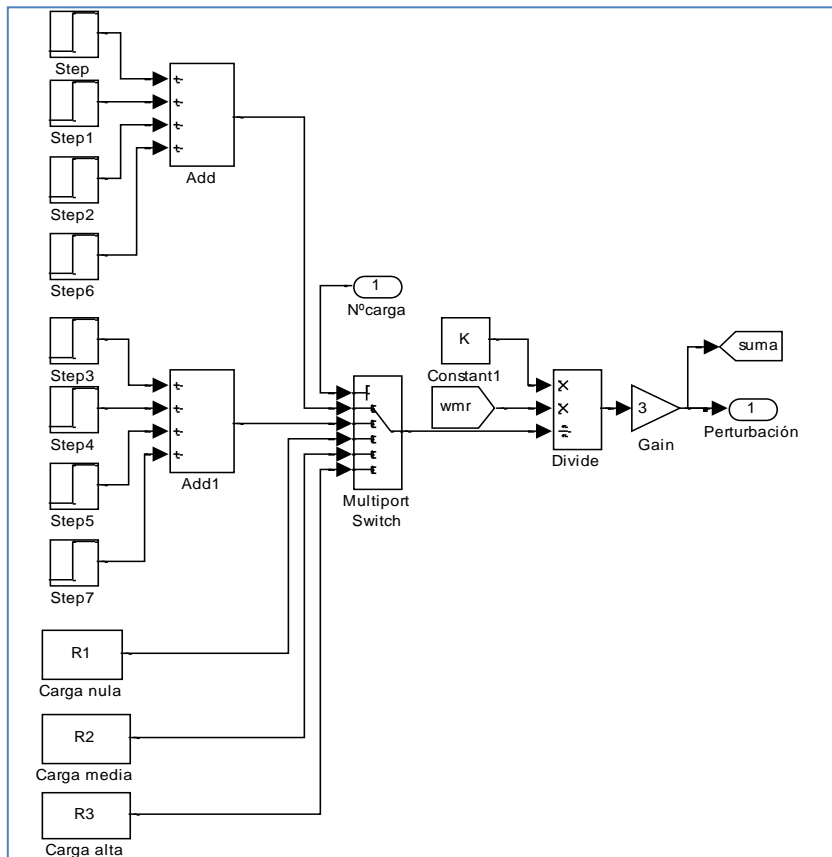 Step
Step1
Step2
Step6
Add
Step3
Step4
Step5
Step7
Add1
R1
Carga nula
R2
Carga media
R3
Carga alta
1
Nºcarga
Multiport
Switch
K
Constant1
wmr
Divide
3
Gain
suma
1
Perturbación